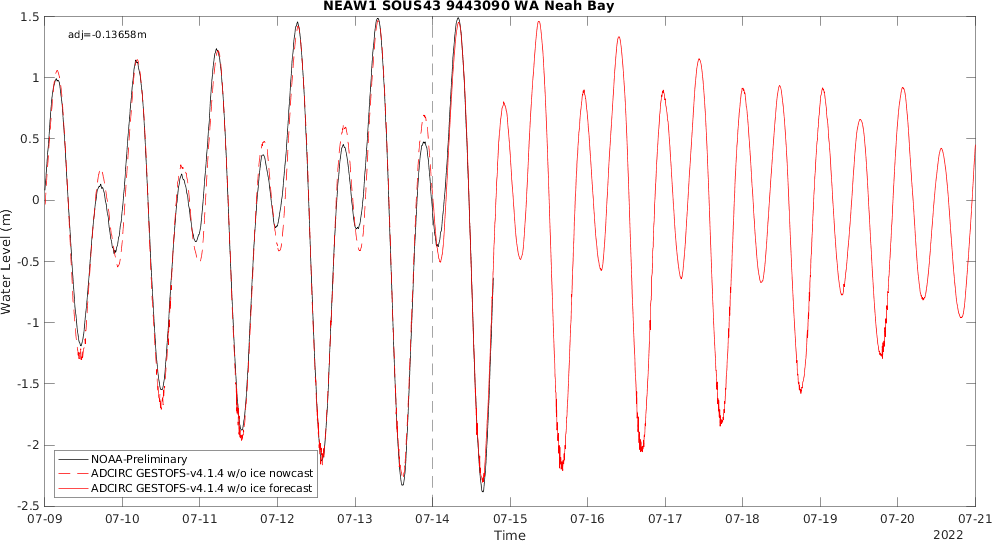 NEAW1 SOUS43 9443090 WA Neah Bay
adj=-0.13658m
1.5
1
0.5
0
-0.5
-1
-1.5
-2
-2.5
Water Level (m)
NOAA-Preliminary
ADCIRC GESTOFS-v4.1.4 w/o ice nowcast
ADCIRC GESTOFS-v4.1.4 w/o ice forecast
07-09 07-10 07-11 07-12 07-13 07-14 07-15 07-16 07-17 07-18 07-19 07-20 07-21
Time
2022